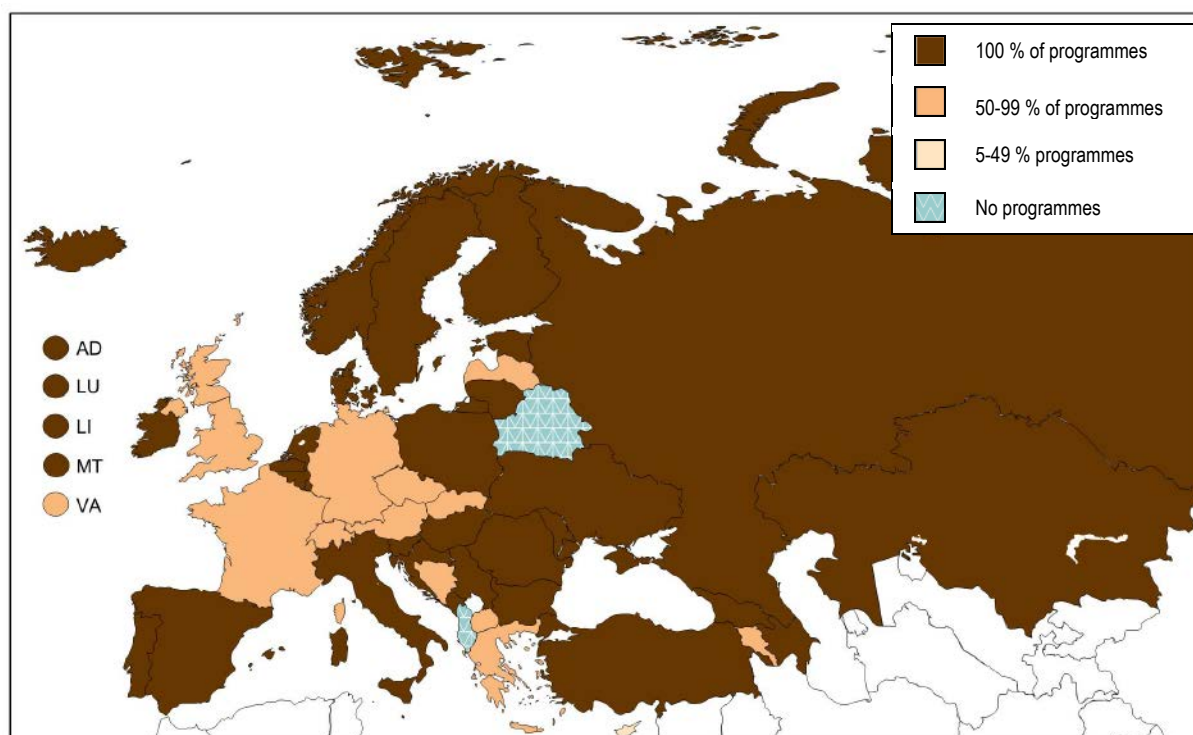 100 % of programmes
50-99 % of programmes
5-49 % programmes
No programmes
AD
LU
LI
MT
VA